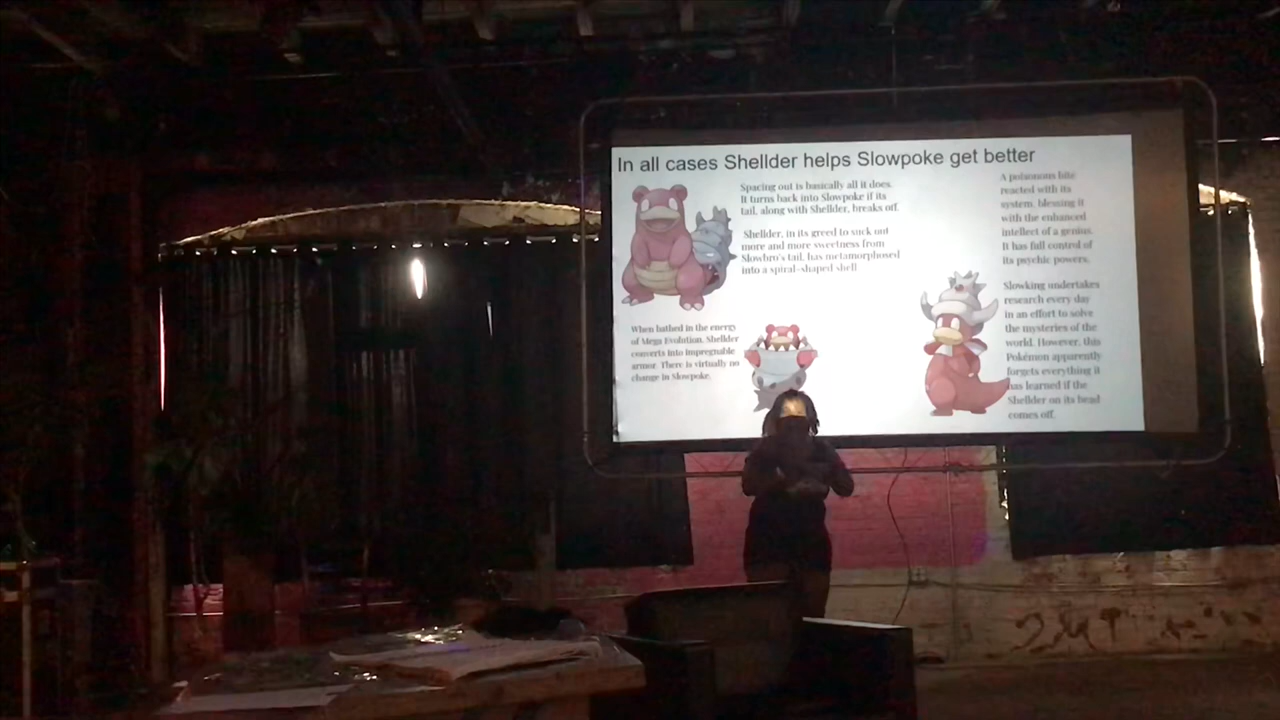 In all cases Shellder helps Slowpoke get better
Spacing out is basically all it does.
It turns back into Slowpoke if its
tail, along with Shellder, breaks off.
Shellder, in its greed to suck out
more and more sweetness from
Slowbro's tail, has metamorphosed
into a spiral-shaped shell
When bathed in the energy
of Mega Evolution, Shellder
converts into impregnable
armor. There is virtually no
change in Slowpoke.
A poisonous bite
reacted with its
system, blessing it
with the enhanced
intellect of a genius.
It has full control of
its psychic powers.
Slowking undertakes
research every day
in an effort to solve
the mysteries of the
world. However, this
Pokémon apparently
forgets everything it
has learned if the
Shellder on its head
comes off.